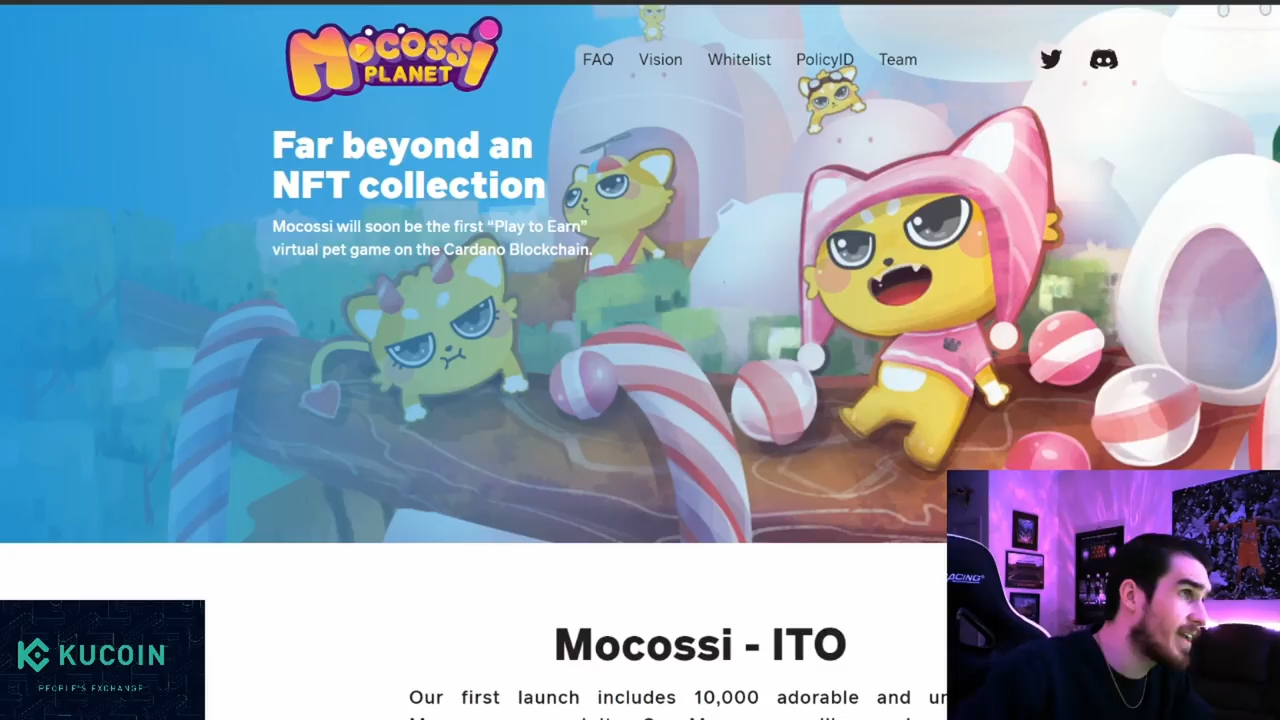 Mocossi
PLANET
FAQ Vision Whitelist PolicyID Team
Far beyond an
NFT collection
Mocossi will soon be the first “Play to Earn”
virtual pet game on the Cardano Blockchain.
ACING
KUCOIN
PEOPLE'S EXCHANGE
Mocossi - ITO
Our first launch includes 10,000 adorable and